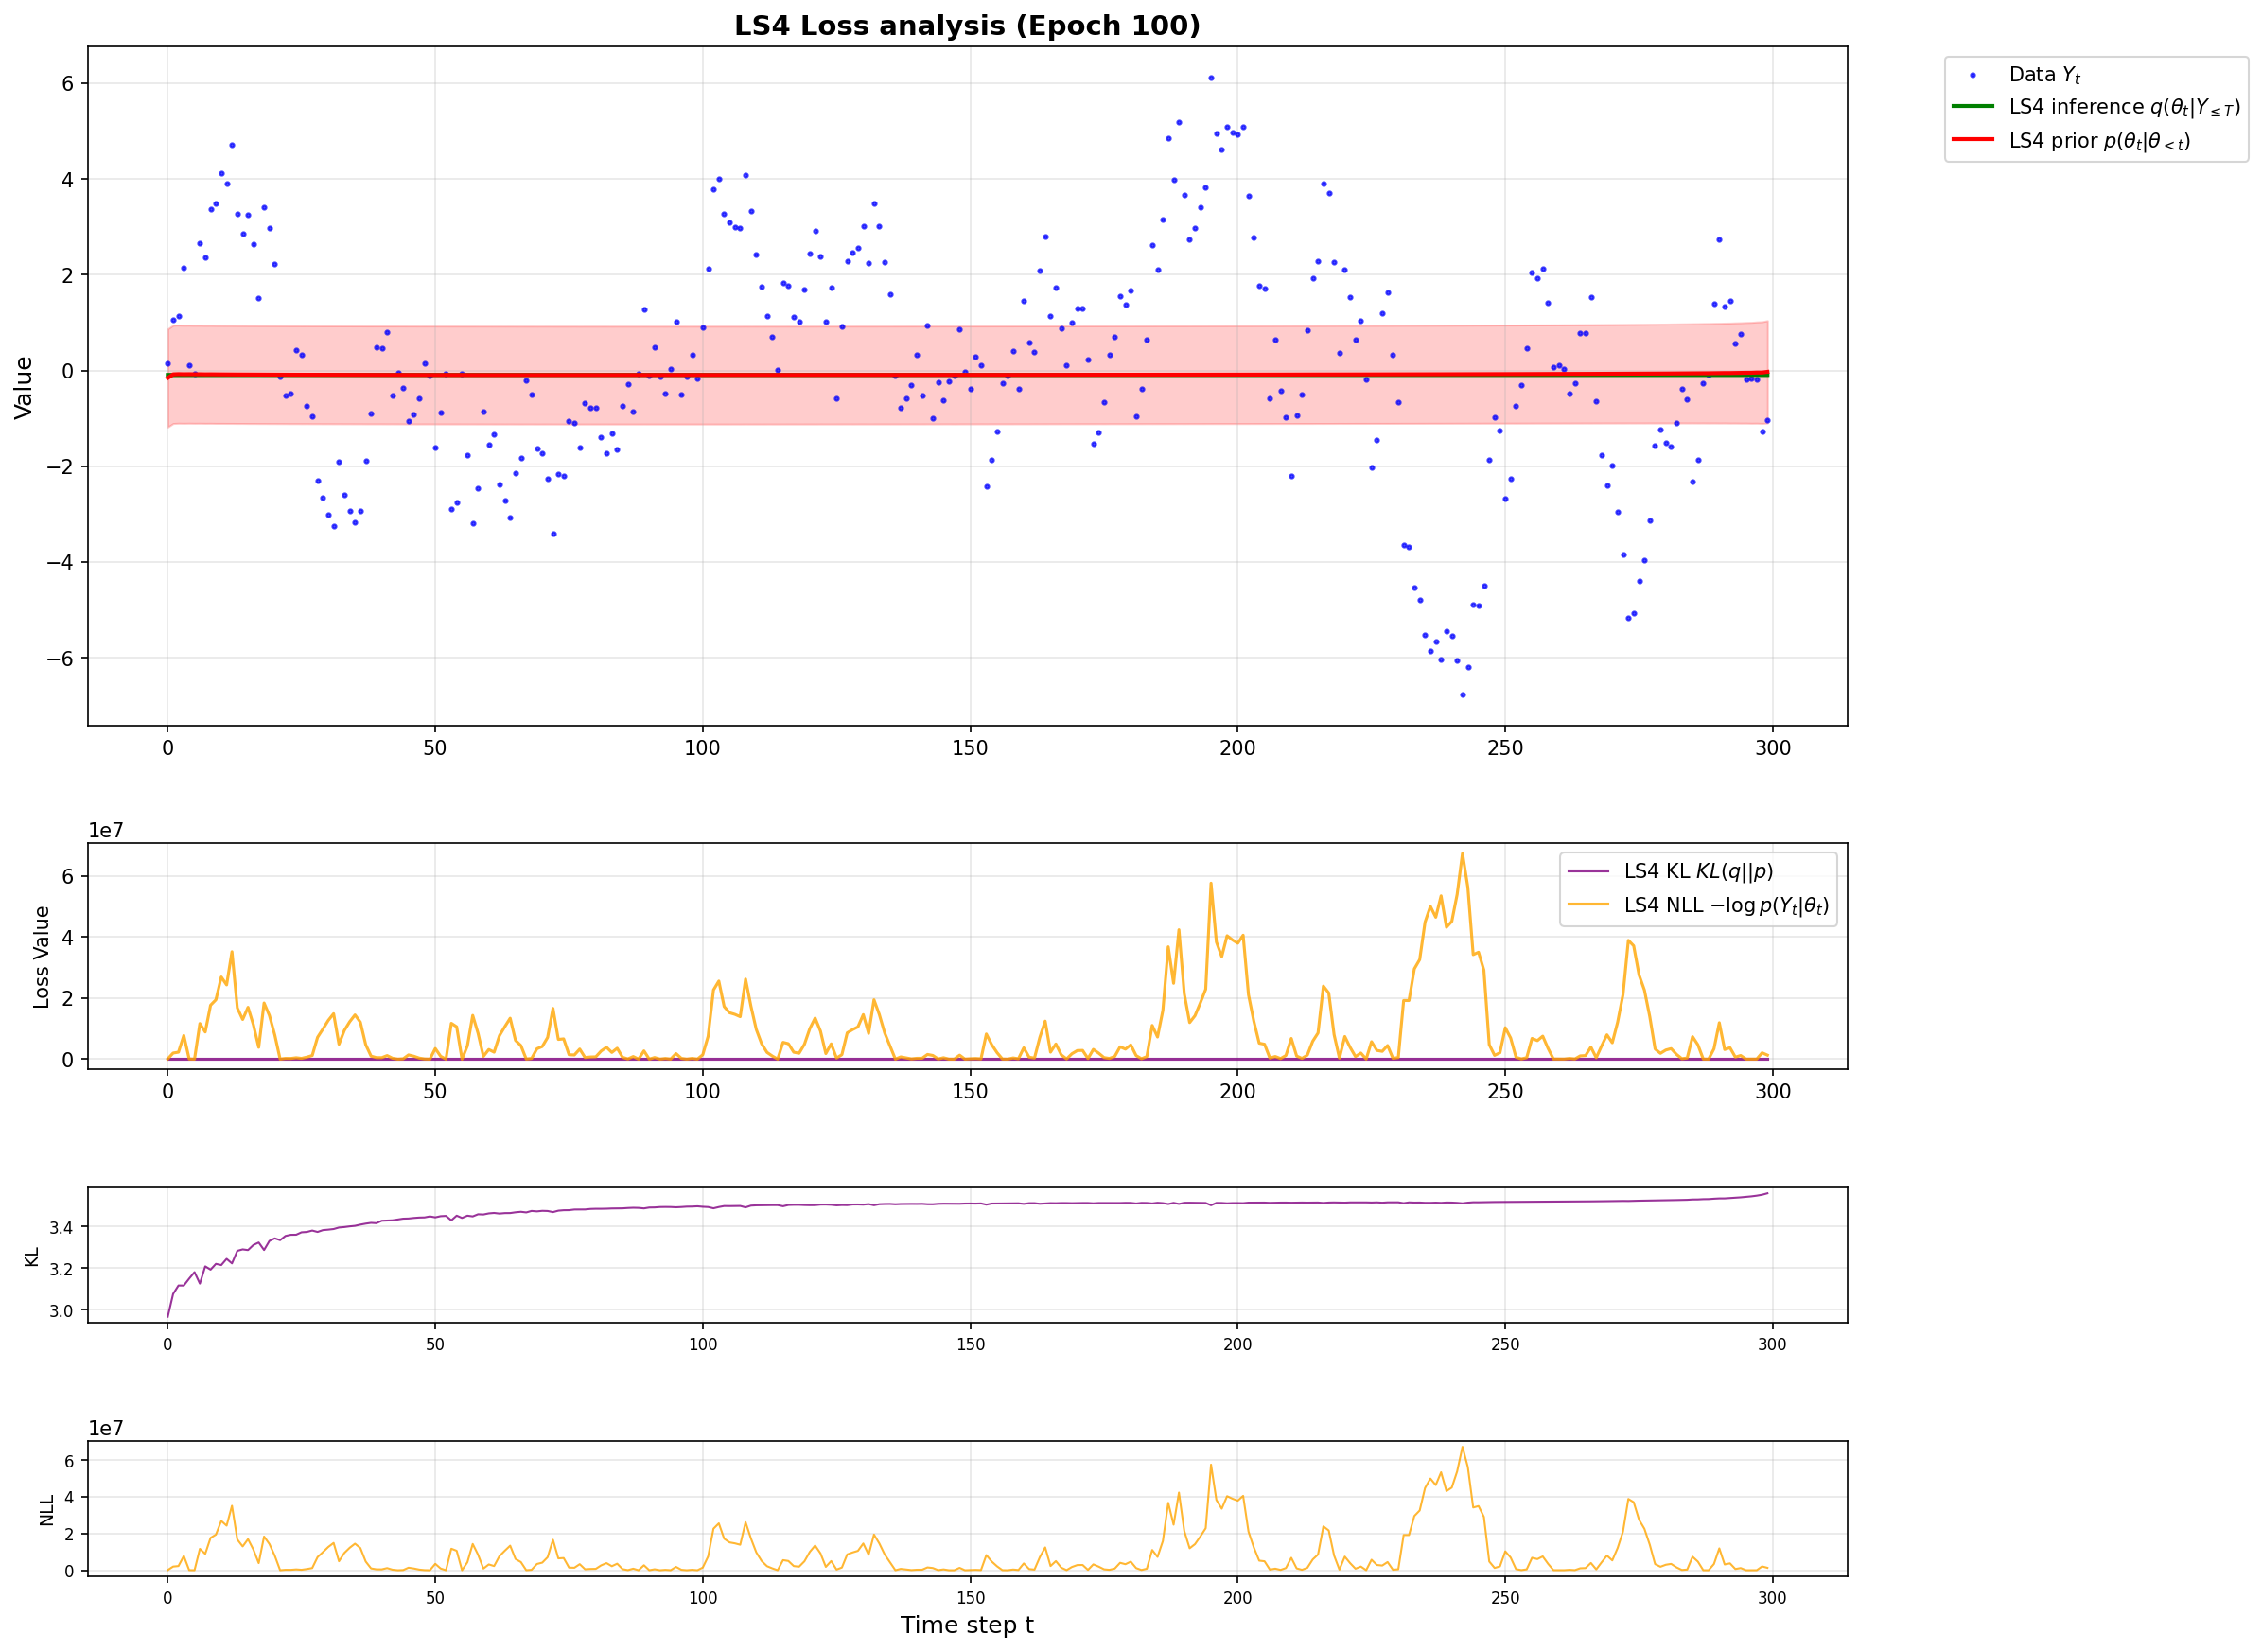 LS4 Loss analysis (Epoch 100)
Value
6
4
2
0
−2
−4
−6
0 50 100 150 200 250 300
Data $Y_t$
LS4 inference $q(\theta_t|Y_{\leq T})$
LS4 prior $p(\theta_t|\theta_{<t})$
1e7
Loss Value
6
4
2
0
0 50 100 150 200 250 300
LS4 KL $KL(q||p)$
LS4 NLL $-\log p(Y_t|\theta_t)$
KL
3.4
3.2
3.0
0 50 100 150 200 250 300
1e7
NLL
6
4
2
0
0 50 100 150 200 250 300
Time step t